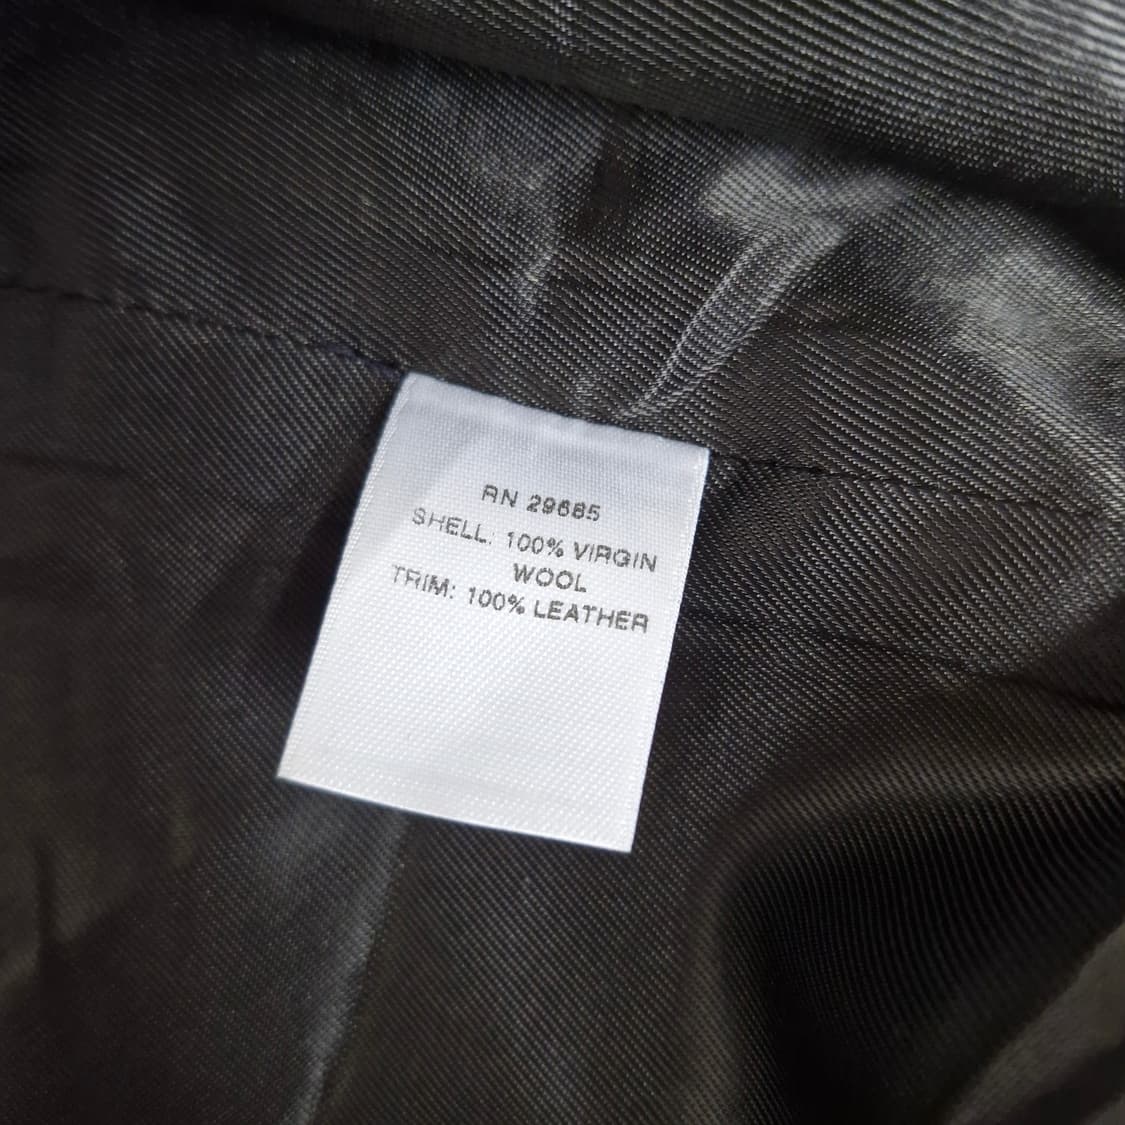 RN 29685
SHELL: 100% VIRGIN
WOOL
TRIM: 100% LEATHER